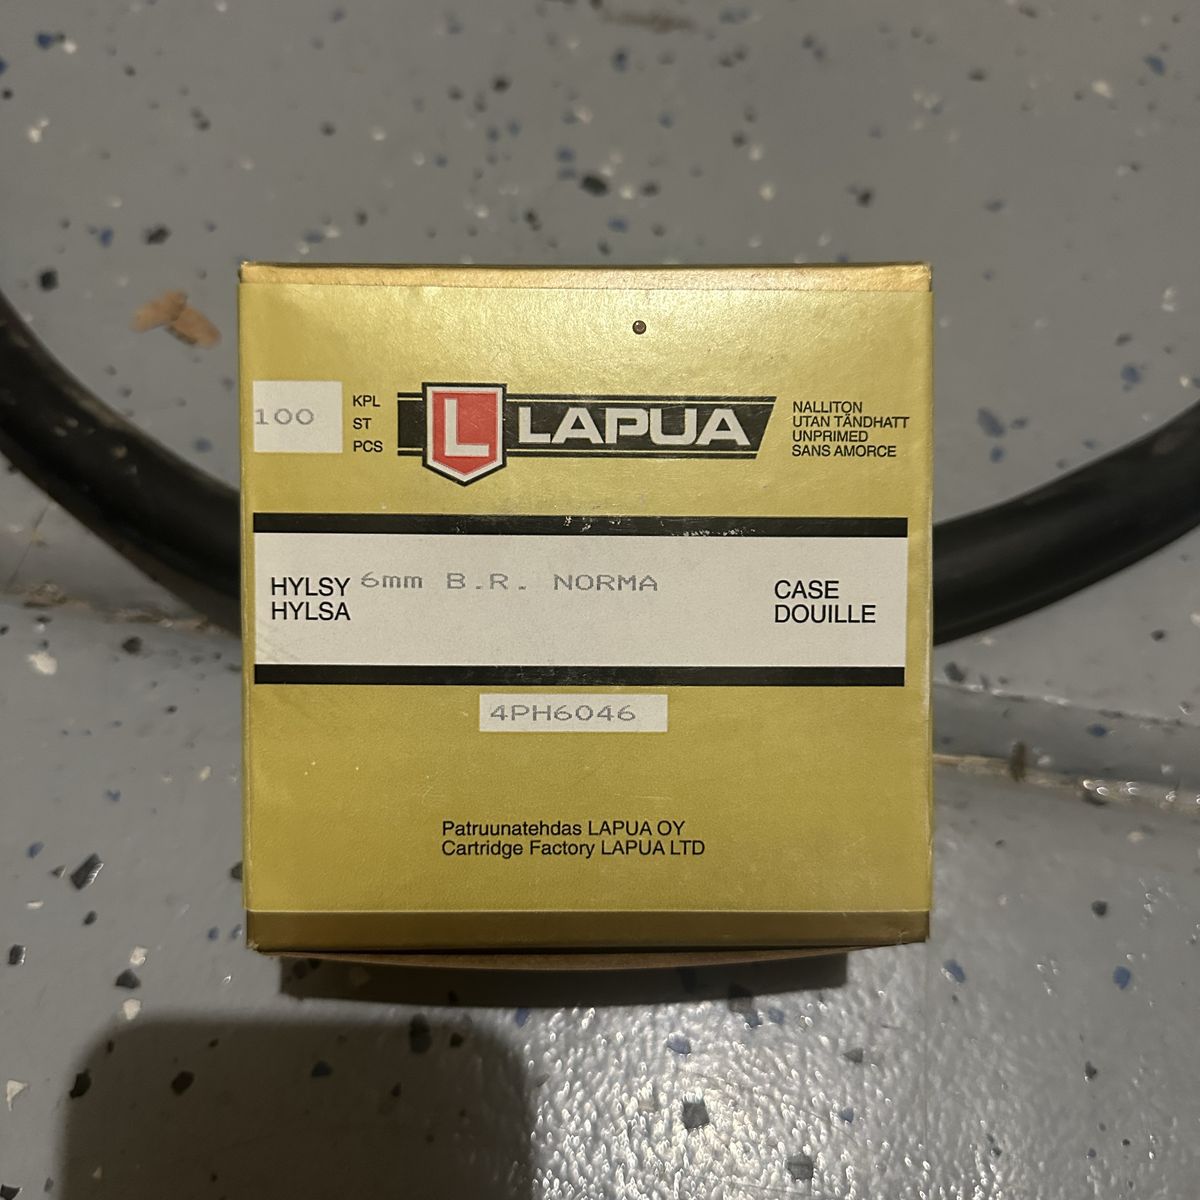 100
KPL
ST
PCS
L LAPUA
NALLITON
UTAN TÄNDHATT
UNPRIMED
SANS AMORCE
HYLSY
HYLSA
6mm B.R. NORMA
CASE
DOUILLE
4PH6046
Patruunatehdas LAPUA OY
Cartridge Factory LAPUA LTD